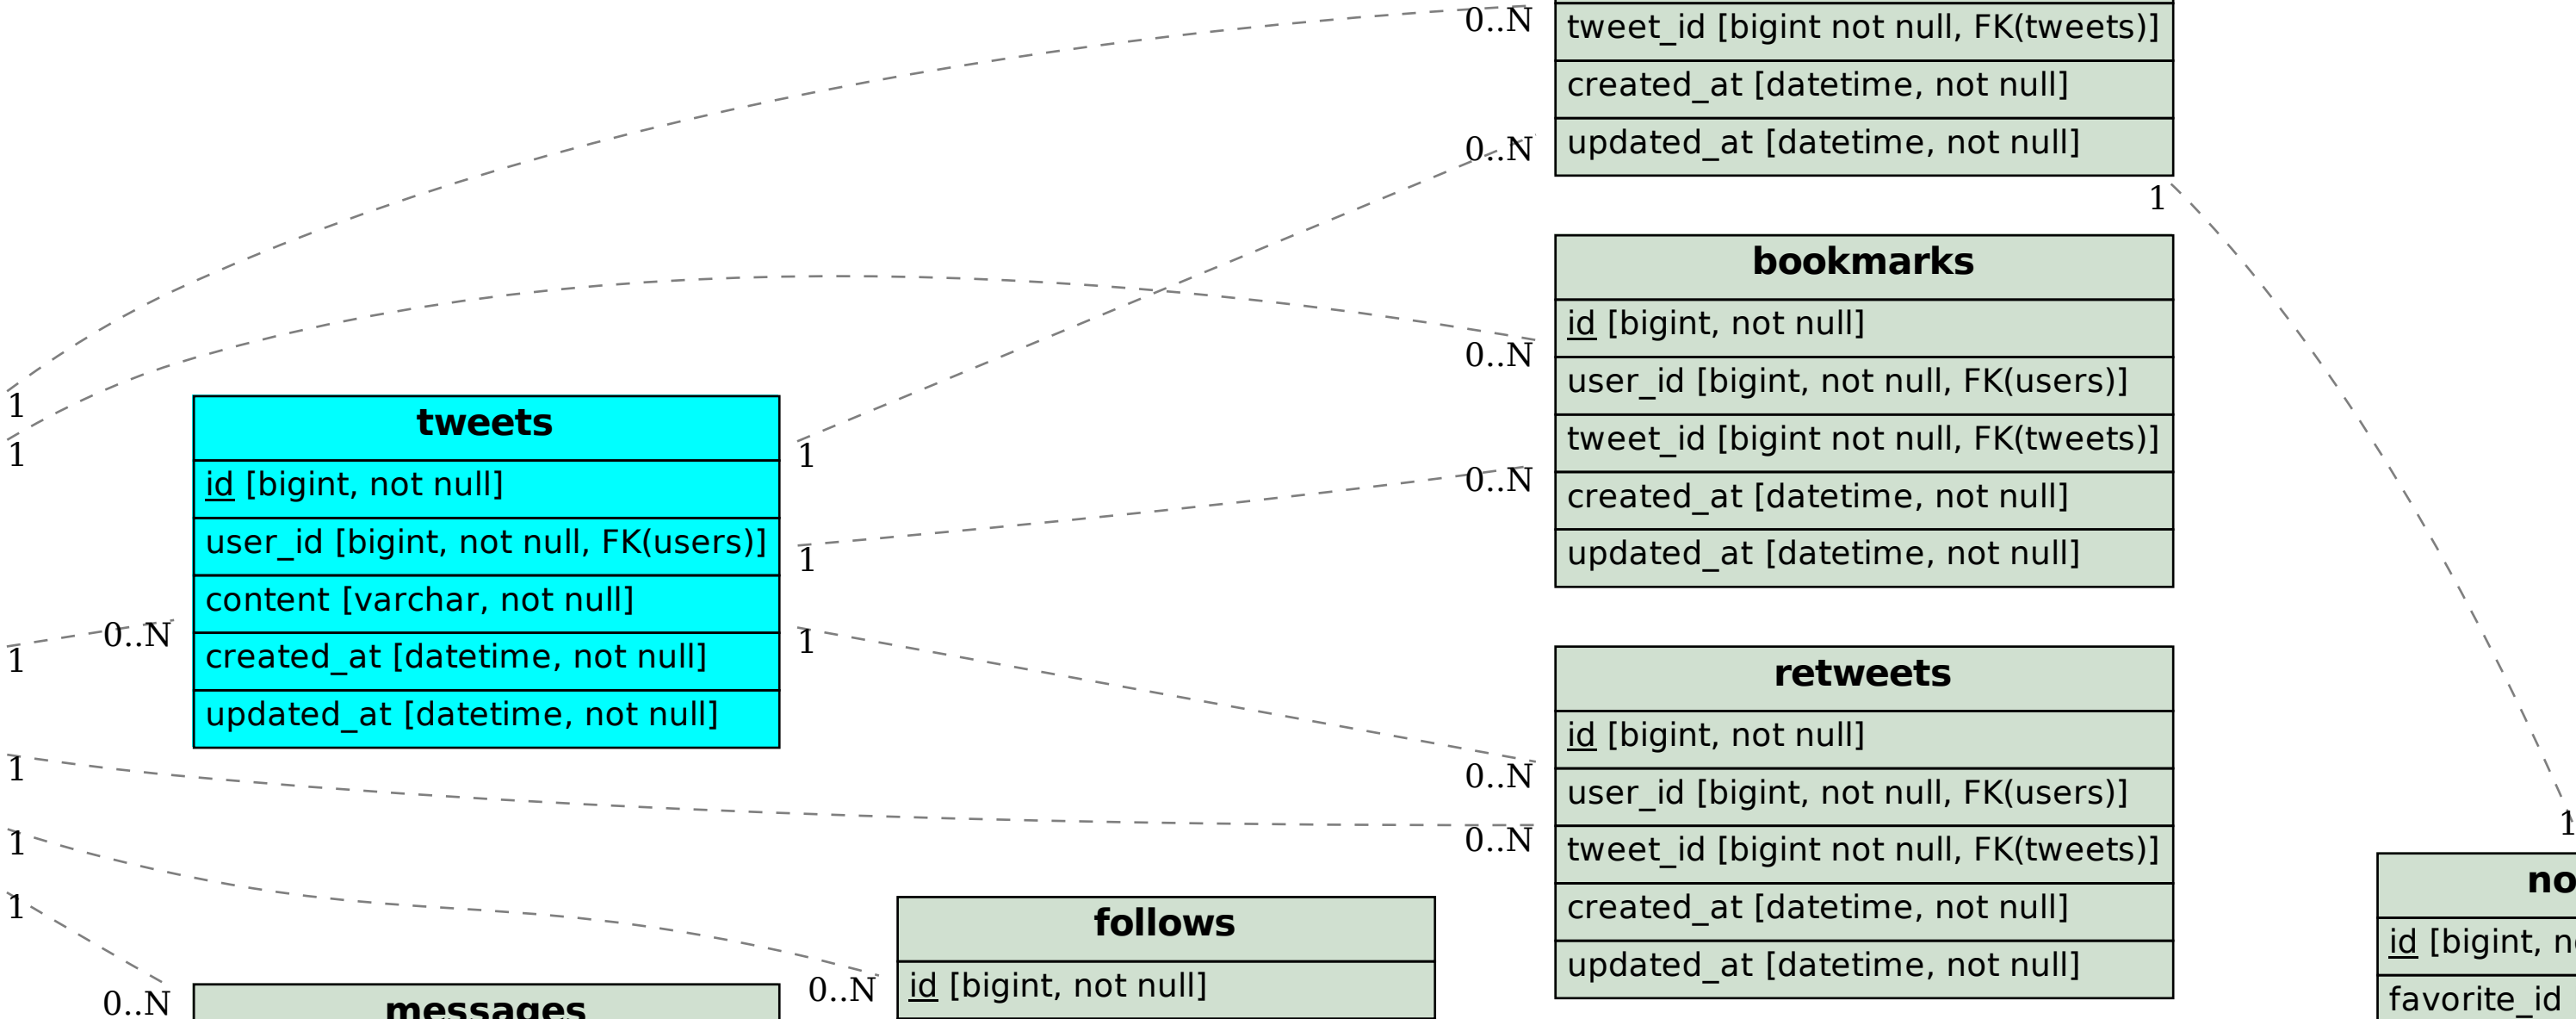 0..N
tweet_id [bigint not null, FK(tweets)]
created_at [datetime, not null]
0..N
updated_at [datetime, not null]
1
bookmarks
id [bigint, not null]
0..N
user_id [bigint, not null, FK(users)]
tweet_id [bigint not null, FK(tweets)]
0..N
created_at [datetime, not null]
updated_at [datetime, not null]
1
1
tweets
id [bigint, not null]
user_id [bigint, not null, FK(users)]
content [varchar, not null]
created_at [datetime, not null]
updated_at [datetime, not null]
1
1
1
1
0..N
retweets
id [bigint, not null]
0..N
user_id [bigint, not null, FK(users)]
0..N
tweet_id [bigint not null, FK(tweets)]
created_at [datetime, not null]
updated_at [datetime, not null]
1
1
1
0..N
messages
0..N
follows
id [bigint, not null]
1
no
id [bigint, n
favorite_id